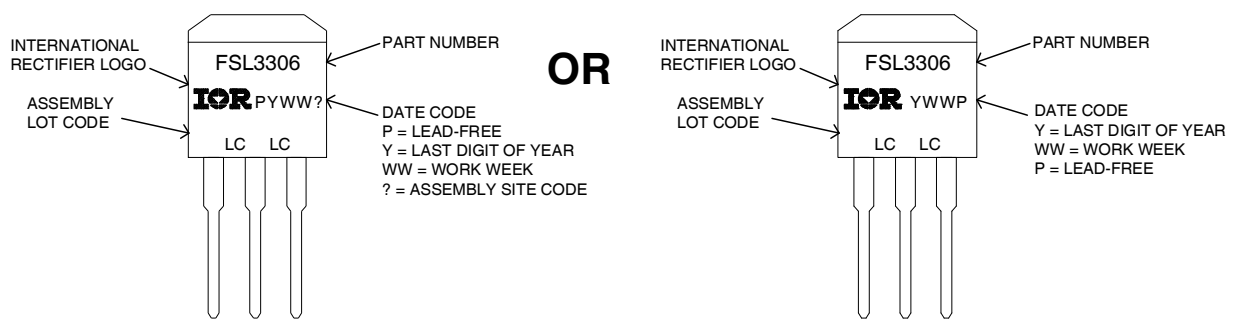 INTERNATIONAL
RECTIFIER LOGO
ASSEMBLY
LOT CODE
FSL3306
IOR PYWW?
LC LC
PART NUMBER
DATE CODE
P = LEAD-FREE
Y = LAST DIGIT OF YEAR
WW = WORK WEEK
? = ASSEMBLY SITE CODE
OR
INTERNATIONAL
RECTIFIER LOGO
ASSEMBLY
LOT CODE
FSL3306
IOR YWWP
LC LC
PART NUMBER
DATE CODE
Y = LAST DIGIT OF YEAR
WW = WORK WEEK
P = LEAD-FREE